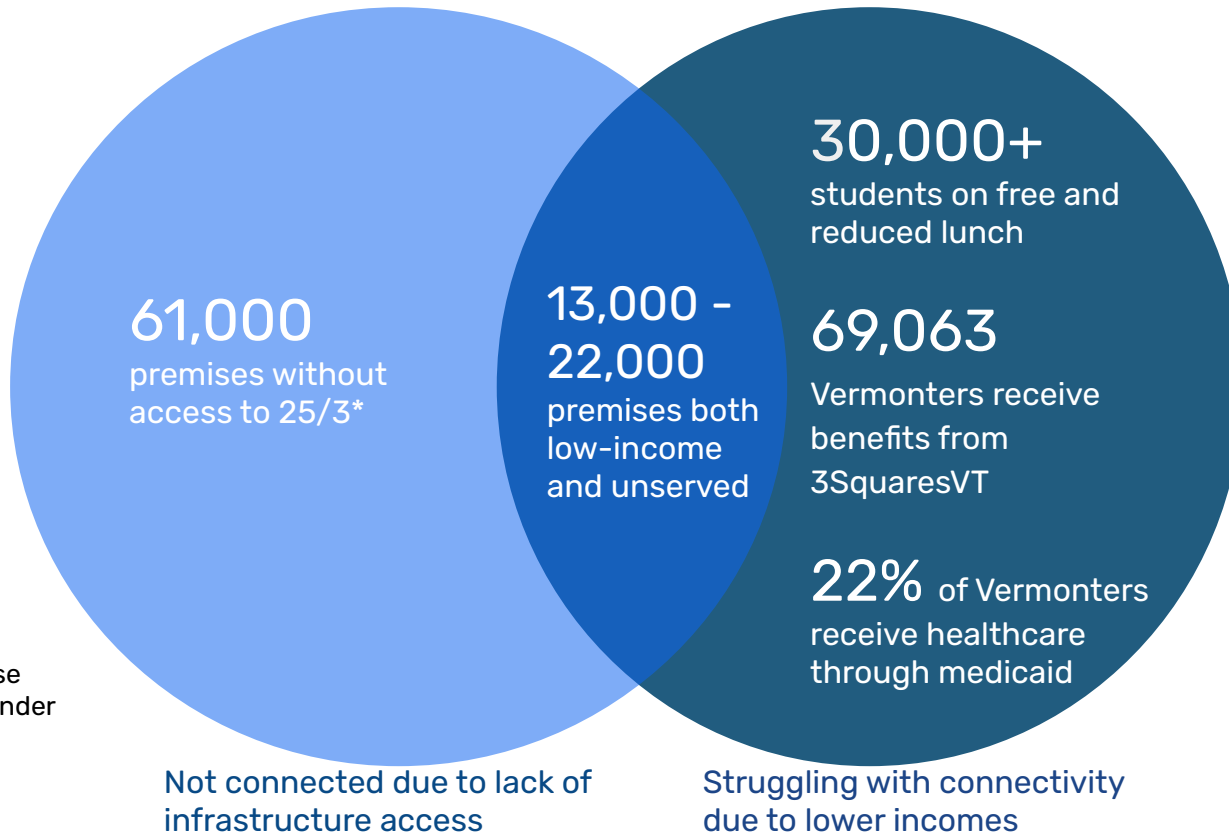 61,000
premises without
access to 25/3*
13,000 -
22,000
premises both
low-income
and unserved
30,000+
students on free and
reduced lunch
69,063
Vermonters receive
benefits from
3SquaresVT
22% of Vermonters
receive healthcare
through medicaid
Not connected due to lack of
infrastructure access
Struggling with connectivity
due to lower incomes